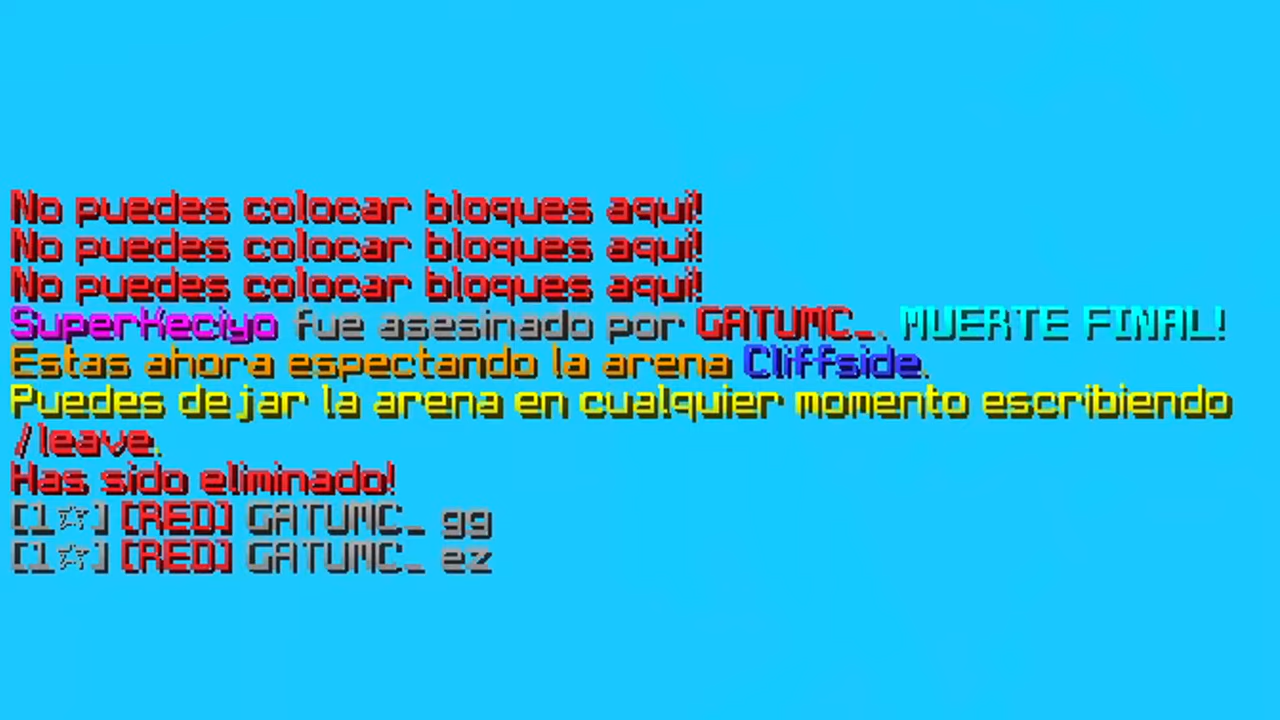 No puedes colocar bloques aqui!
No puedes colocar bloques aqui!
No puedes colocar bloques aqui!
SuperKeciyo fue asesinado por GATUMC_. MUERTE FINAL!
Estas ahora espectando la arena Cliffside.
Puedes dejar la arena en cualquier momento escribiendo
/leave.
Has sido eliminado!
[1☆] [RED] GATUMC_ gg
[1☆] [RED] GATUMC_ ez